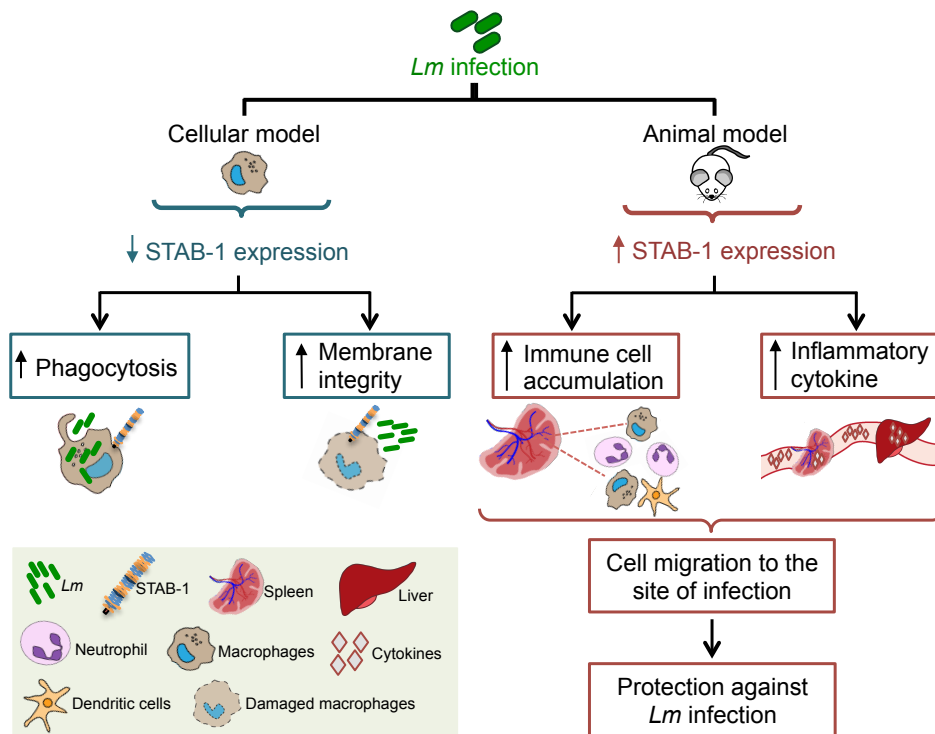 Lm infection
Cellular model
Animal model
↓ STAB-1 expression
↑ STAB-1 expression
↑ Phagocytosis
↑ Membrane
integrity
↑ Immune cell
accumulation
↑ Inflammatory
cytokine
Cell migration to the
site of infection
Protection against
Lm infection
Lm
STAB-1
Spleen
Liver
Neutrophil
Macrophages
Cytokines
Dendritic cells
Damaged macrophages